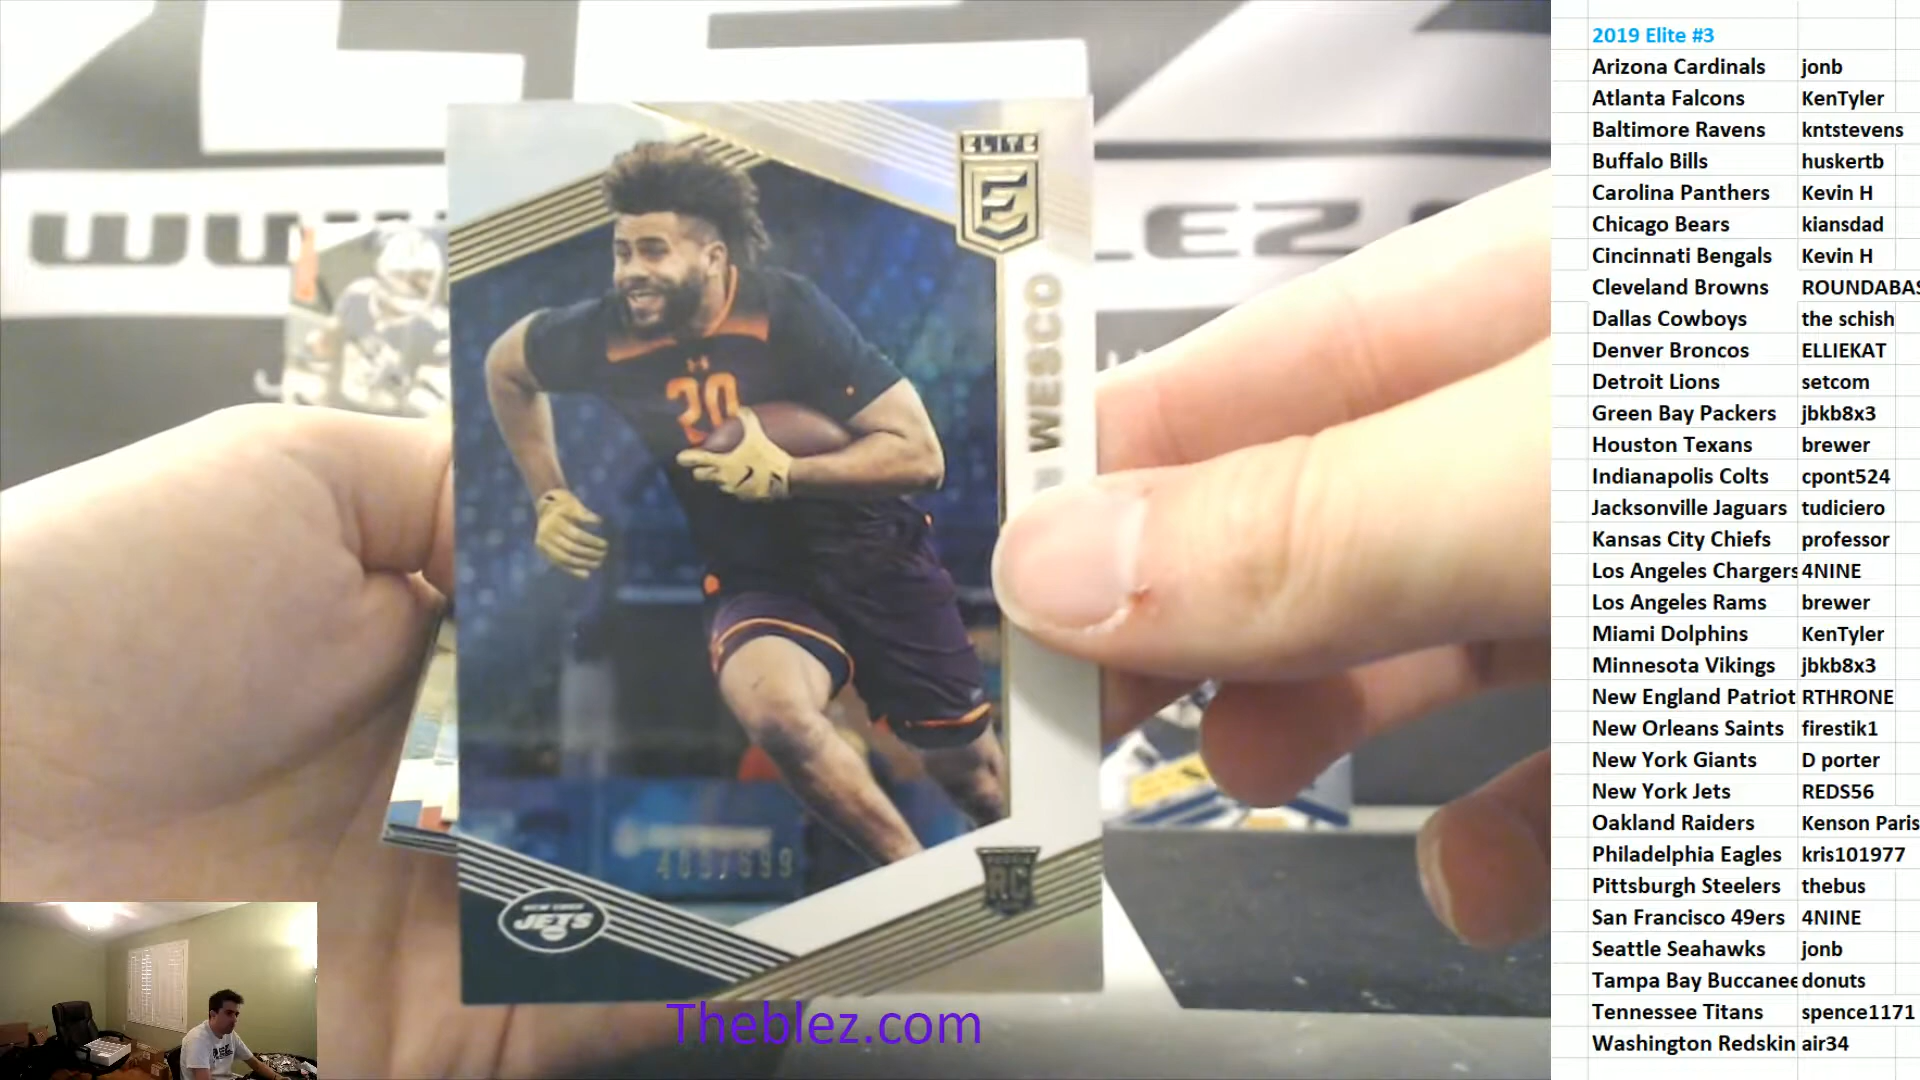 ELITE
E
WESCO
20
/699
ROOKIE
RC
NEW YORK
JETS
Theblez.com
2019 Elite #3
Arizona Cardinals jonb
Atlanta Falcons KenTyler
Baltimore Ravens kntstevens
Buffalo Bills huskertb
Carolina Panthers Kevin H
Chicago Bears kiansdad
Cincinnati Bengals Kevin H
Cleveland Browns ROUNDABAS
Dallas Cowboys the schish
Denver Broncos ELLIEKAT
Detroit Lions setcom
Green Bay Packers jbkb8x3
Houston Texans brewer
Indianapolis Colts cpont524
Jacksonville Jaguars tudiciero
Kansas City Chiefs professor
Los Angeles Chargers 4NINE
Los Angeles Rams brewer
Miami Dolphins KenTyler
Minnesota Vikings jbkb8x3
New England Patriot RTHRONE
New Orleans Saints firestik1
New York Giants D porter
New York Jets REDS56
Oakland Raiders Kenson Paris
Philadelphia Eagles kris101977
Pittsburgh Steelers thebus
San Francisco 49ers 4NINE
Seattle Seahawks jonb
Tampa Bay Buccanee donuts
Tennessee Titans spence1171
Washington Redskin air34